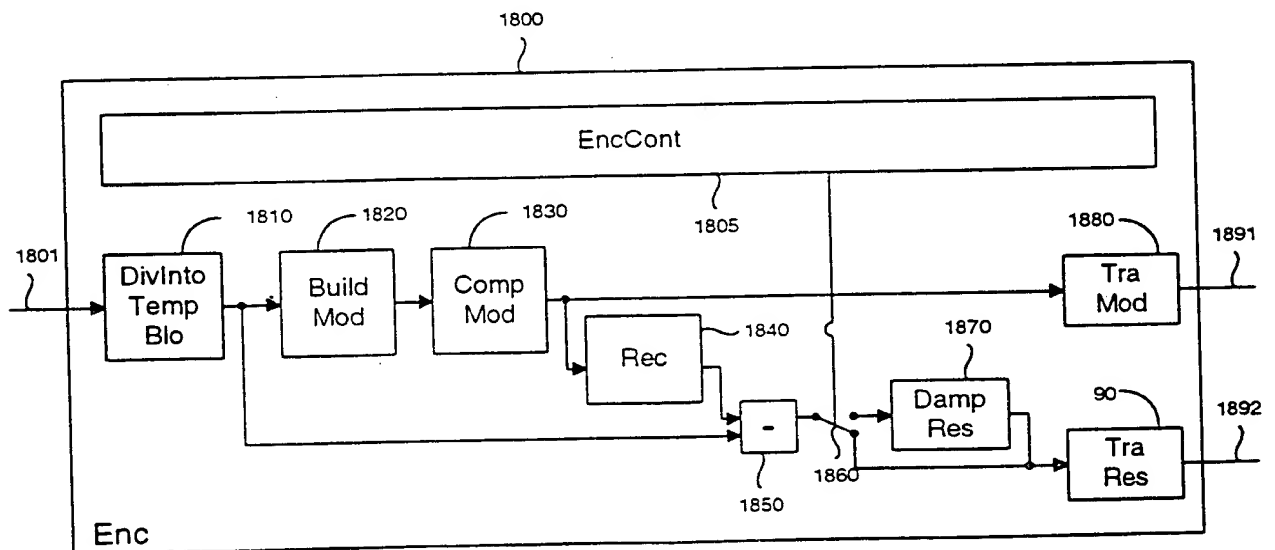 1800
EncCont
1805
1810
1820
1830
1880
1891
1801
DivInto
Temp
Blo
Build
Mod
Comp
Mod
Tra
Mod
1840
Rec
1870
Damp
Res
90
1892
-
1860
Tra
Res
1850
Enc